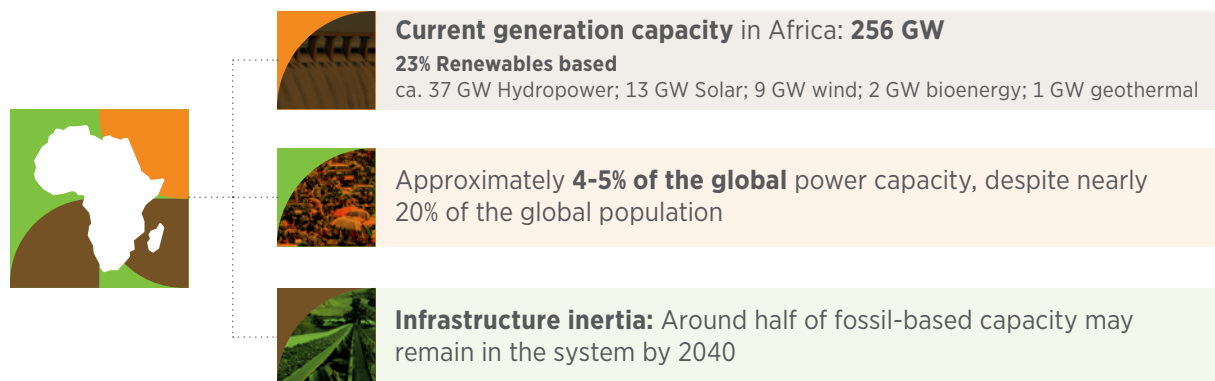 Current generation capacity in Africa: 256 GW
23% Renewables based
ca. 37 GW Hydropower; 13 GW Solar; 9 GW wind; 2 GW bioenergy; 1 GW geothermal
Approximately 4-5% of the global power capacity, despite nearly
20% of the global population
Infrastructure inertia: Around half of fossil-based capacity may
remain in the system by 2040